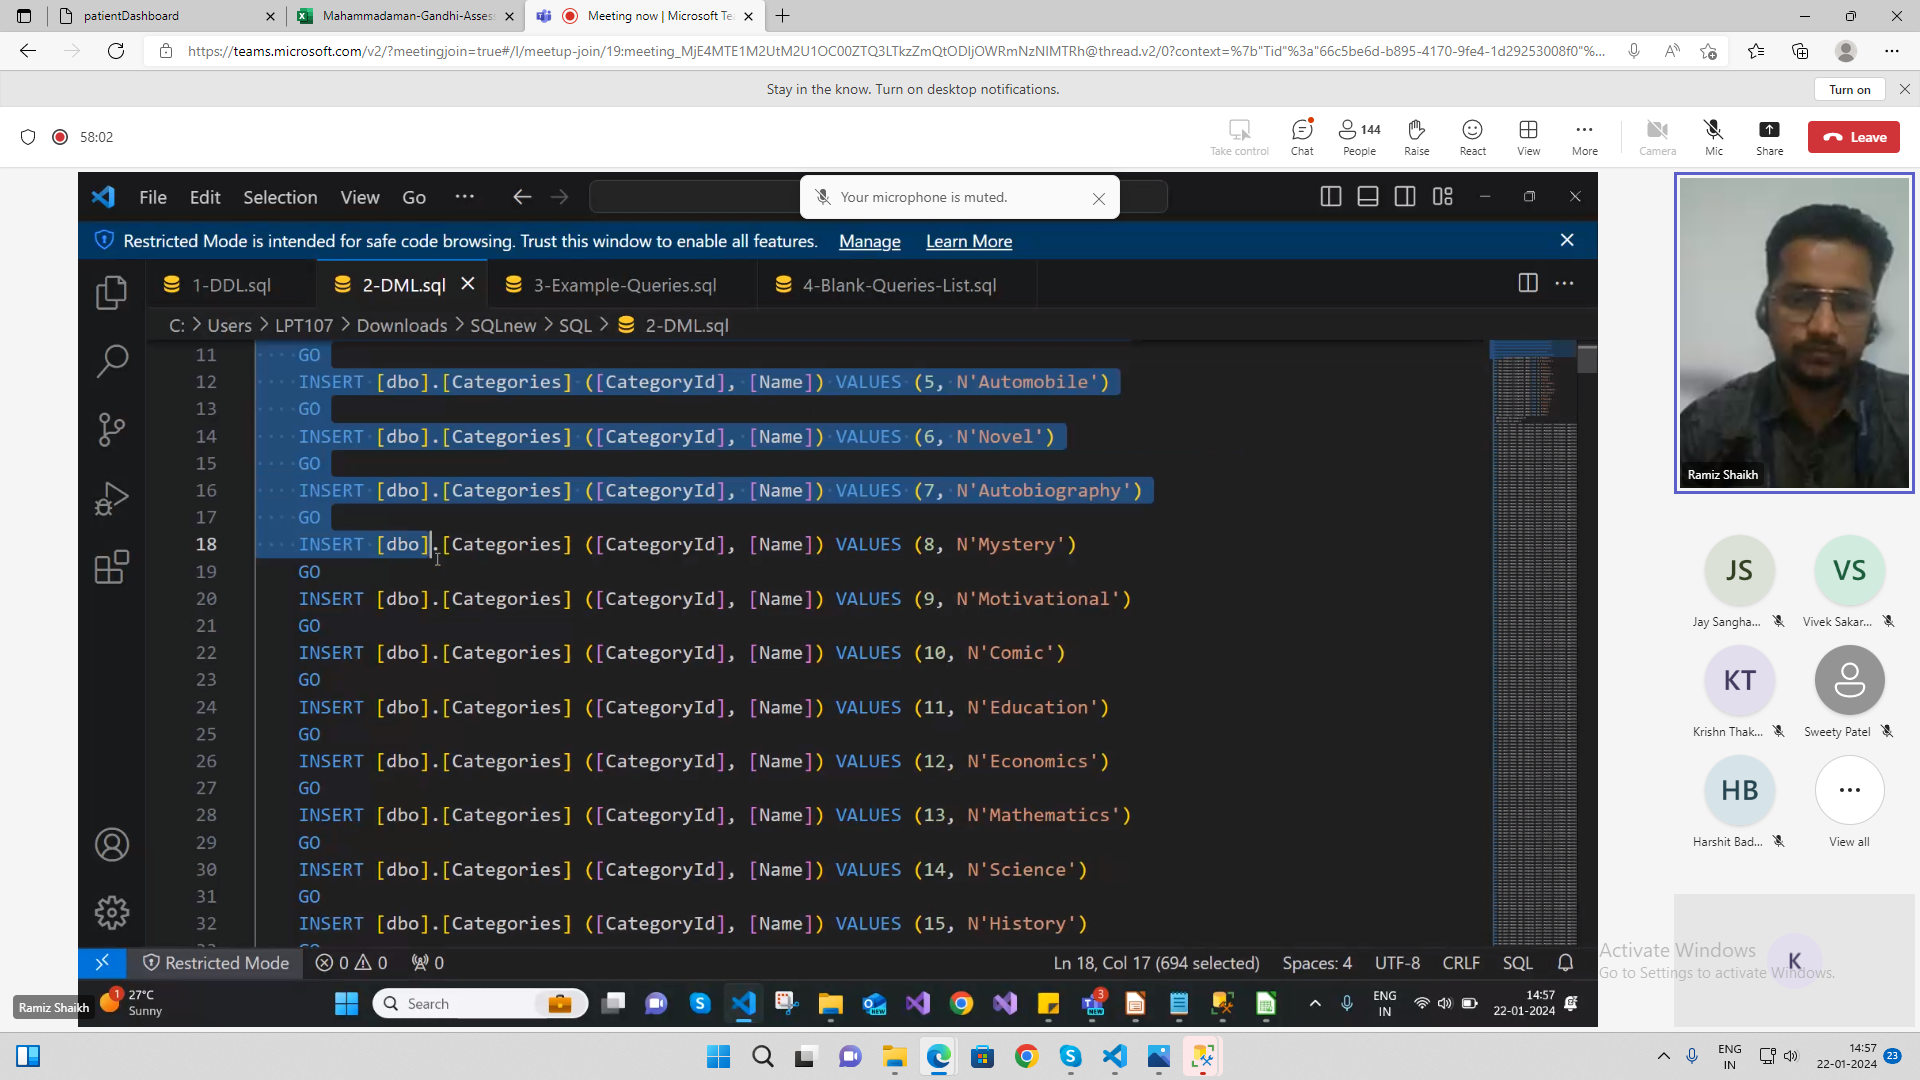 patientDashboard
Mahammadaman-Gandhi-Asses
Meeting now | Microsoft Te
https://teams.microsoft.com/v2/?meetingjoin=true#/l/meetup-join/19:meeting_MjE4MTE1M2UtM2U1OC00ZTQ3LTkzZmQtODljOWRmNzNlMTRh@thread.v2/0?context=%7b"Tid"%3a"66c5be6d-b895-4170-9fe4-1d29253008f0"%...
Stay in the know. Turn on desktop notifications.
Turn on
58:02
Take control
Chat
144
People
Raise
React
View
More
Camera
Mic
Share
Leave
File Edit Selection View Go ...
Your microphone is muted.
Restricted Mode is intended for safe code browsing. Trust this window to enable all features. Manage Learn More
1-DDL.sql
2-DML.sql
3-Example-Queries.sql
4-Blank-Queries-List.sql
C: > Users > LPT107 > Downloads > SQLnew > SQL > 2-DML.sql
11 GO
12 INSERT [dbo].[Categories] ([CategoryId], [Name]) VALUES (5, N'Automobile')
13 GO
14 INSERT [dbo].[Categories] ([CategoryId], [Name]) VALUES (6, N'Novel')
15 GO
16 INSERT [dbo].[Categories] ([CategoryId], [Name]) VALUES (7, N'Autobiography')
17 GO
18 INSERT [dbo].[Categories] ([CategoryId], [Name]) VALUES (8, N'Mystery')
19 GO
20 INSERT [dbo].[Categories] ([CategoryId], [Name]) VALUES (9, N'Motivational')
21 GO
22 INSERT [dbo].[Categories] ([CategoryId], [Name]) VALUES (10, N'Comic')
23 GO
24 INSERT [dbo].[Categories] ([CategoryId], [Name]) VALUES (11, N'Education')
25 GO
26 INSERT [dbo].[Categories] ([CategoryId], [Name]) VALUES (12, N'Economics')
27 GO
28 INSERT [dbo].[Categories] ([CategoryId], [Name]) VALUES (13, N'Mathematics')
29 GO
30 INSERT [dbo].[Categories] ([CategoryId], [Name]) VALUES (14, N'Science')
31 GO
32 INSERT [dbo].[Categories] ([CategoryId], [Name]) VALUES (15, N'History')
Restricted Mode
0
0
0
Ln 18, Col 17 (694 selected)
Spaces: 4
UTF-8
CRLF
SQL
Ramiz Shaikh
1
27°C
Sunny
Search
NEW
3
NEW
ENG
IN
14:57
22-01-2024
Ramiz Shaikh
JS
VS
Jay Sangha...
Vivek Sakar...
KT
Krishn Thak...
Sweety Patel
HB
...
Harshit Bad...
View all
K
Activate Windows
Go to Settings to activate Windows.
ENG
IN
14:57
22-01-2024
23